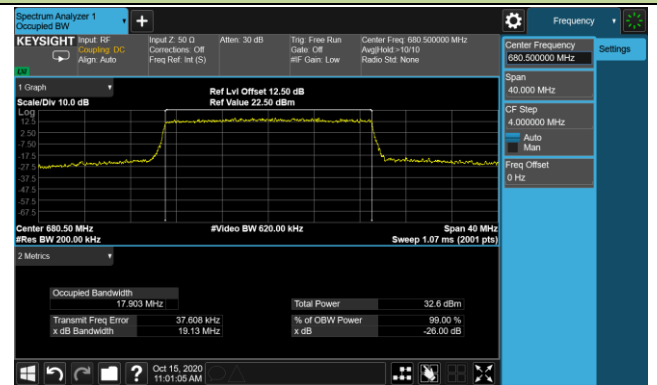 Spectrum Analyzer 1
Occupied BW
+
Frequency
KEYSIGHT
Input: RF
Coupling: DC
Align: Auto
Input Z: 50 Ω
Corrections: Off
Freq Ref: Int (S)
Atten: 30 dB
Trig: Free Run
Gate: Off
#IF Gain: Low
Center Freq: 680.500000 MHz
Avg|Hold:>10/10
Radio Std: None
Center Frequency
680.500000 MHz
Settings
Span
40.000 MHz
CF Step
4.000000 MHz
Auto
Man
Freq Offset
0 Hz
1 Graph
Scale/Div 10.0 dB
Ref Lvl Offset 12.50 dB
Ref Value 22.50 dBm
Log
12.5
2.50
-7.50
-17.5
-27.5
-37.5
-47.5
-57.5
-67.5
Center 680.50 MHz
#Res BW 200.00 kHz
#Video BW 620.00 kHz
Span 40 MHz
Sweep 1.07 ms (2001 pts)
2 Metrics
Occupied Bandwidth
17.903 MHz
Transmit Freq Error 37.608 kHz
x dB Bandwidth 19.13 MHz
Total Power 32.6 dBm
% of OBW Power 99.00 %
x dB -26.00 dB
?
Oct 15, 2020
11:01:05 AM